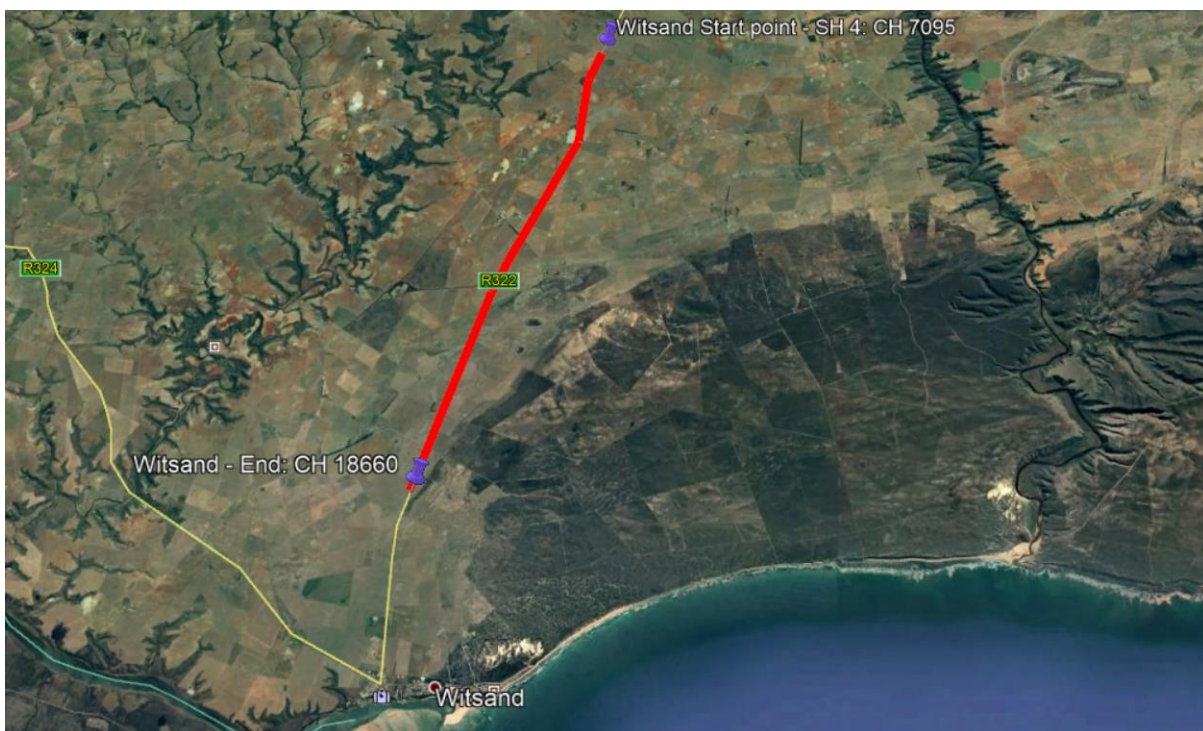 Witsand Start point - SH 4: CH 7095
R324
R322
Witsand - End: CH 18660
Witsand